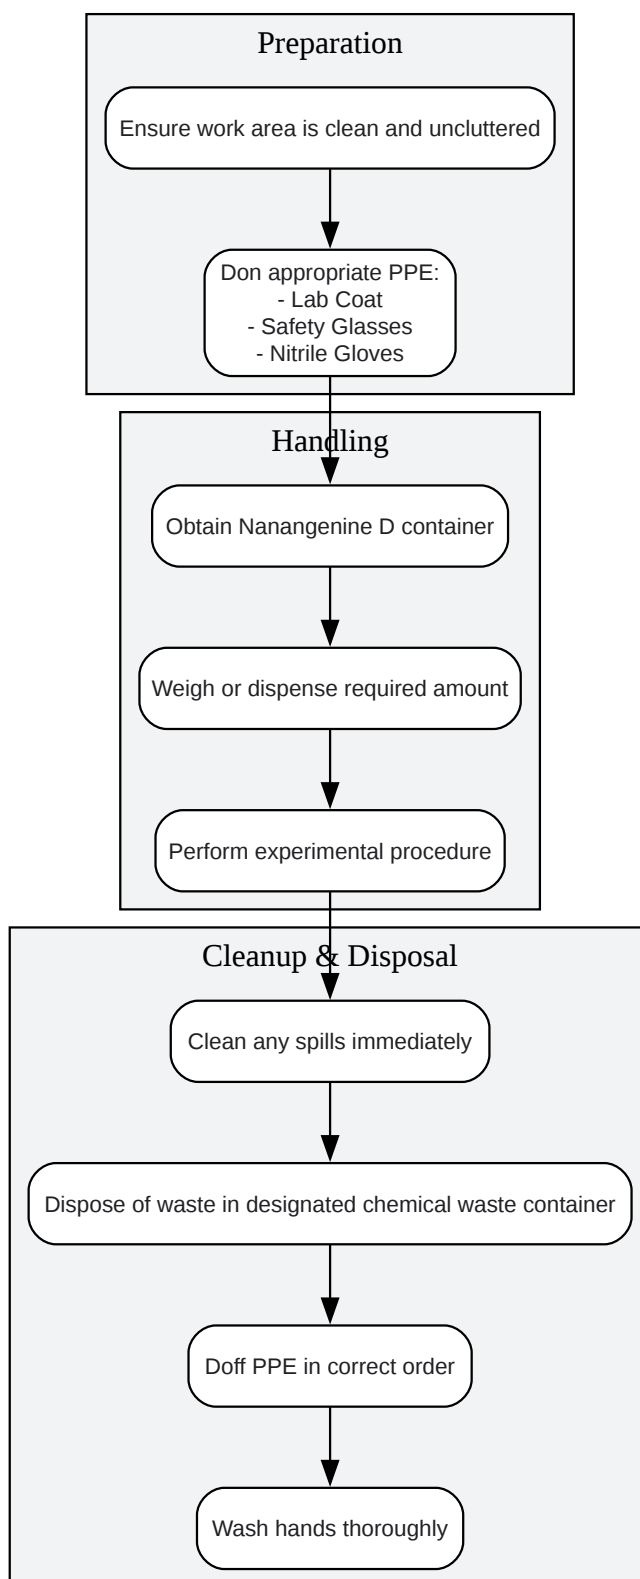 Preparation
Ensure work area is clean and uncluttered
Don appropriate PPE:
- Lab Coat
- Safety Glasses
- Nitrile Gloves
Handling
Obtain Nanangenine D container
Weigh or dispense required amount
Perform experimental procedure
Cleanup & Disposal
Clean any spills immediately
Dispose of waste in designated chemical waste container
Doff PPE in correct order
Wash hands thoroughly